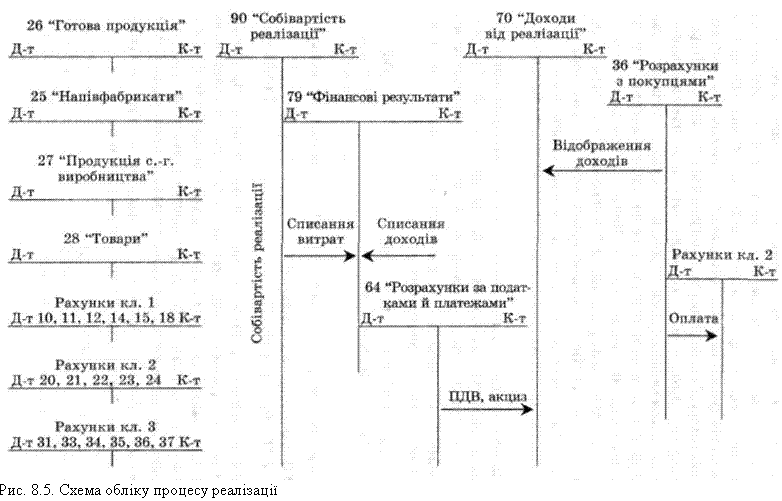 26 “Готова продукція”
Д-т К-т
25 “Напівфабрикати”
Д-т К-т
27 “Продукція с.-г.
виробництва”
Д-т К-т
28 “Товари”
Д-т К-т
Рахунки кл. 1
Д-т 10, 11, 12, 14, 15, 18 К-т
Рахунки кл. 2
Д-т 20, 21, 22, 23, 24 К-т
Рахунки кл. 3
Д-т 31, 33, 34, 35, 36, 37 К-т
90 “Собівартість
реалізації”
Д-т К-т
Собівартість реалізації
79 “Фінансові результати”
Д-т К-т
Списання
витрат
Списання
доходів
64 “Розрахунки за подат-
ками й платежами”
Д-т К-т
ПДВ, акциз
70 “Доходи
від реалізації”
Д-т К-т
36 “Розрахунки
з покупцями”
Д-т К-т
Відображення
доходів
Рахунки кл. 2
Д-т К-т
Оплата
Рис. 8.5. Схема обліку процесу реалізації